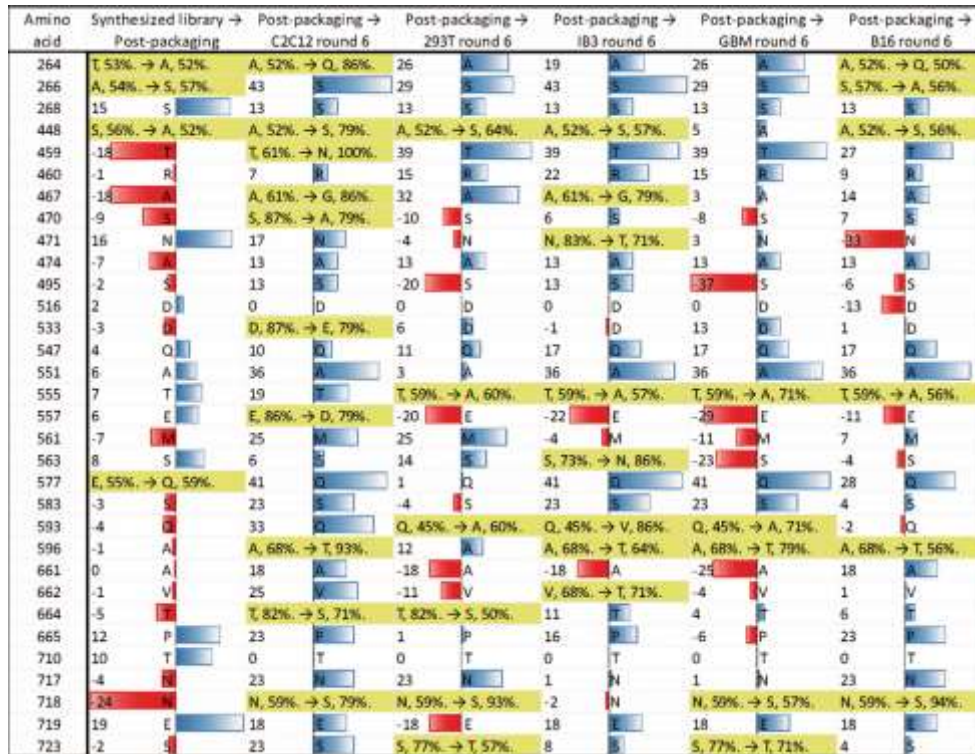 Amino acid Synthesized library → Post-packaging Post-packaging → C2C12 round 6 Post-packaging → 293T round 6 Post-packaging → IB3 round 6 Post-packaging → GBM round 6 Post-packaging → B16 round 6
264 T, 53%. → A, 52%. A, 52% → Q, 86%. 26 A 19 A 26 A A, 52% → Q, 50%.
266 A, 54% → S, 57%. 43 S 29 S 43 S 29 S S, 57% → A, 56%.
268 15 S 13 S 13 S 13 S 13 S 13 S
448 S, 56% → A, 52%. A, 52% → S, 79%. A, 52% → S, 64%. A, 52% → S, 57%. 5 A A, 52% → S, 56%.
459 -18 T T, 61% → N, 100%. 39 T 39 T 39 T 27 T
460 -1 R 7 R 15 R 22 R 15 R 9 R
467 -18 A A, 61% → G, 86%. 32 A A, 61% → G, 79%. 3 A 14 A
470 -9 S S, 87% → A, 79%. -10 S 6 S -8 S 7 S
471 16 N 17 N -4 N N, 83% → T, 71%. 3 N -33 N
474 -7 A 13 A 13 A 13 A 13 A 13 A
495 -2 S 13 S -20 S 13 S -37 S -6 S
516 2 D 0 D 0 D 0 D 0 D -13 D
533 -3 D D, 87%. → E, 79%. 6 D -1 D 13 D 1 D
547 4 Q 10 Q 11 Q 17 Q 17 Q 17 Q
551 6 A 36 A 3 A 36 A 36 A 36 A
555 7 T 19 T T, 59% → A, 60%. T, 59% → A, 57%. T, 59% → A, 71%. T, 59% → A, 56%.
557 6 E E, 86% → D, 79%. -20 E -22 E -29 E -11 E
561 -7 M 25 M 25 M -4 M -11 M 7 M
563 8 S 6 S 14 S S, 73% → N, 86%. -23 S -4 S
577 E, 55%. → Q, 59%. 41 Q 1 Q 41 Q 41 Q 28 Q
583 -3 S 23 S -4 S 23 S 23 S 4 S
593 -4 Q 33 Q Q, 45%. → A, 60%. Q, 45% → V, 86%. Q, 45% → A, 71%. -2 Q
596 -1 A A, 68% → T, 93%. 12 A A, 68% → T, 64%. A, 68% → T, 79%. A, 68% → T, 56%.
661 0 A 18 A -18 A -18 A -25 A 18 A
662 -1 V 25 V -11 V V, 68% → T, 71%. -4 V 1 V
664 -5 T T, 82% → S, 71%. T, 82% → S, 50%. 11 T 4 T 6 T
665 12 P 23 P 1 P 16 P -6 P 23 P
710 10 T 0 T 0 T 0 T 0 T 0 T
717 -4 N 23 N 23 N 1 N 1 N 23 N
718 -24 N N, 59% → S, 79%. N, 59% → S, 93%. -2 N N, 59% → S, 57%. N, 59% → S, 94%.
719 19 E 18 E -18 E 18 E 18 E 18 E
723 -2 S 23 S S, 77% → T, 57%. 8 S S, 77% → T, 71%. 4 S